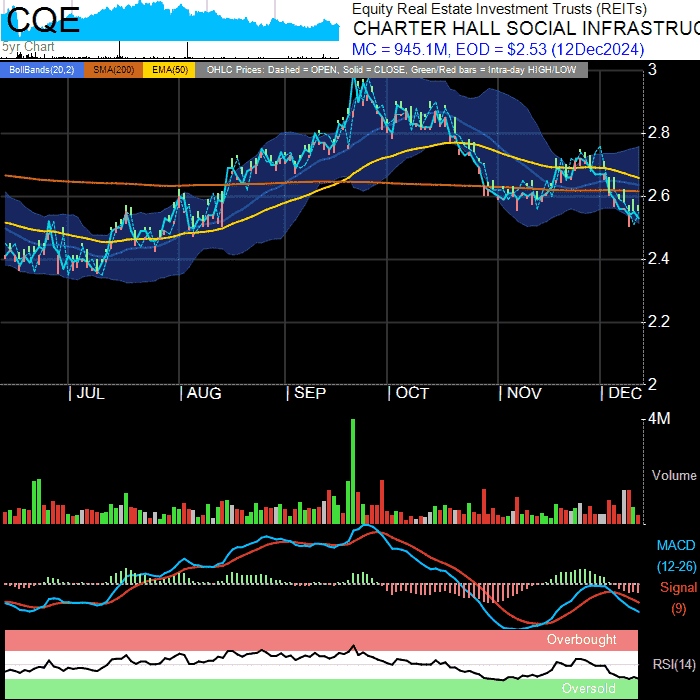 CQE
5yr Chart
Equity Real Estate Investment Trusts (REITs)
CHARTER HALL SOCIAL INFRASTRUC
MC = 945.1M, EOD = $2.53 (12Dec2024)
BollBands(20,2) SMA(200) EMA(50) OHLC Prices: Dashed = OPEN, Solid = CLOSE, Green/Red bars = Intra-day HIGH/LOW
3
2.8
2.6
2.4
2.2
2
| JUL | AUG | SEP | OCT | NOV | DEC
4M
Volume
MACD
(12-26)
Signal
(9)
Overbought
RSI(14)
Oversold